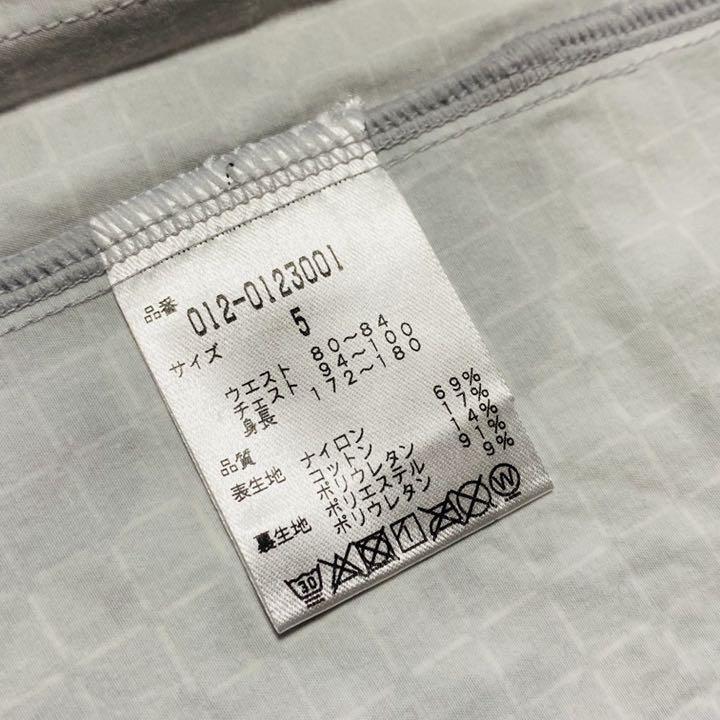 品番 012-0123001
サイズ 5
ウエスト 80～84
チェスト 94～100
身長 172～180
品質
表生地 ナイロン 69%
コットン 17%
ポリウレタン 14%
裏生地 ポリエステル 91%
ポリウレタン 9%
30 W